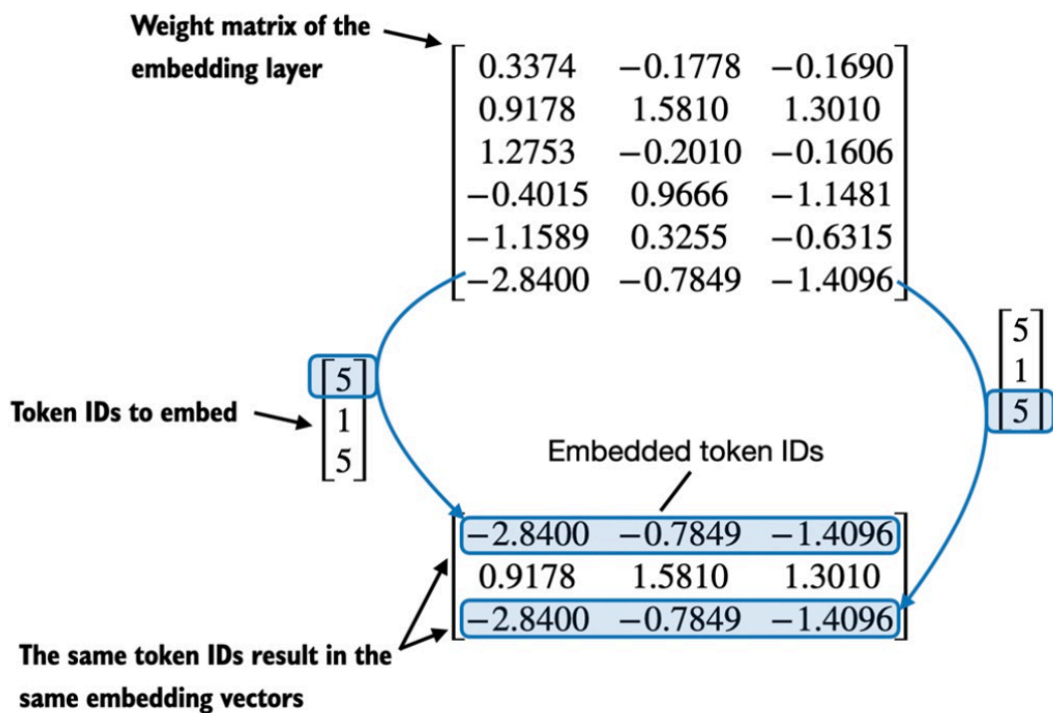 Weight matrix of the
embedding layer
0.3374 −0.1778 −0.1690
0.9178 1.5810 1.3010
1.2753 −0.2010 −0.1606
−0.4015 0.9666 −1.1481
−1.1589 0.3255 −0.6315
−2.8400 −0.7849 −1.4096
5
1
5
Token IDs to embed
5
1
5
Embedded token IDs
−2.8400 −0.7849 −1.4096
0.9178 1.5810 1.3010
−2.8400 −0.7849 −1.4096
The same token IDs result in the
same embedding vectors